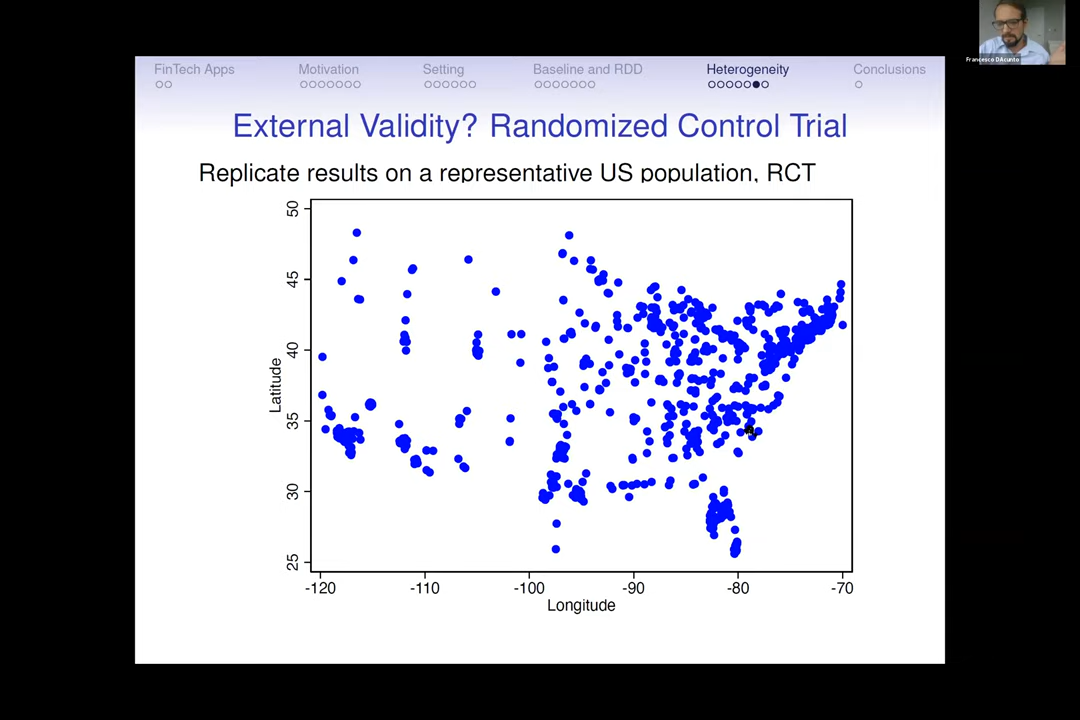 Francesco D'Acunto
FinTech Apps Motivation Setting Baseline and RDD Heterogeneity Conclusions
External Validity? Randomized Control Trial
Replicate results on a representative US population, RCT
50
45
40
35
30
25
Latitude
-120 -110 -100 -90 -80 -70
Longitude